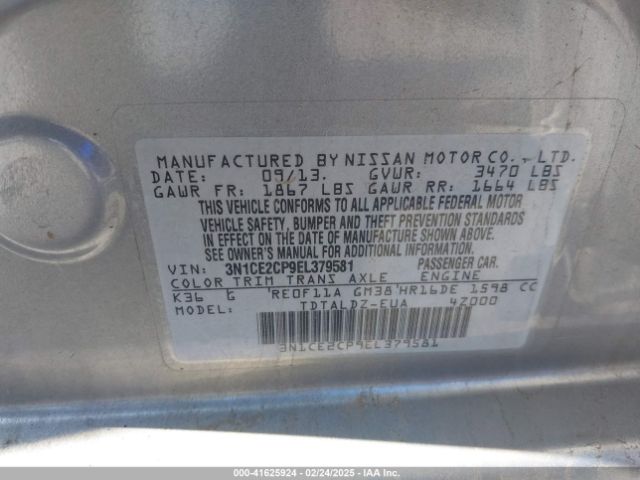 MANUFACTURED BY NISSAN MOTOR CO., LTD.
DATE: 09/13. GVWR: 3470 LBS
GAWR FR: 1867 LBS GAWR RR: 1664 LBS
THIS VEHICLE CONFORMS TO ALL APPLICABLE FEDERAL MOTOR
VEHICLE SAFETY, BUMPER AND THEFT PREVENTION STANDARDS
IN EFFECT ON THE DATE OF MANUFACTURE SHOWN ABOVE.
SEE OWNER'S MANUAL FOR ADDITIONAL INFORMATION.
VIN: 3N1CE2CP9EL379581 PASSENGER CAR
COLOR TRIM TRANS AXLE ENGINE
K36 G RE0F11A GM38 HR16DE 1598 CC
MODEL: TDTALDZ-EUA 4Z000
3N1CE2CP9EL379581
000-41625924 - 02/24/2025 - IAA Inc.